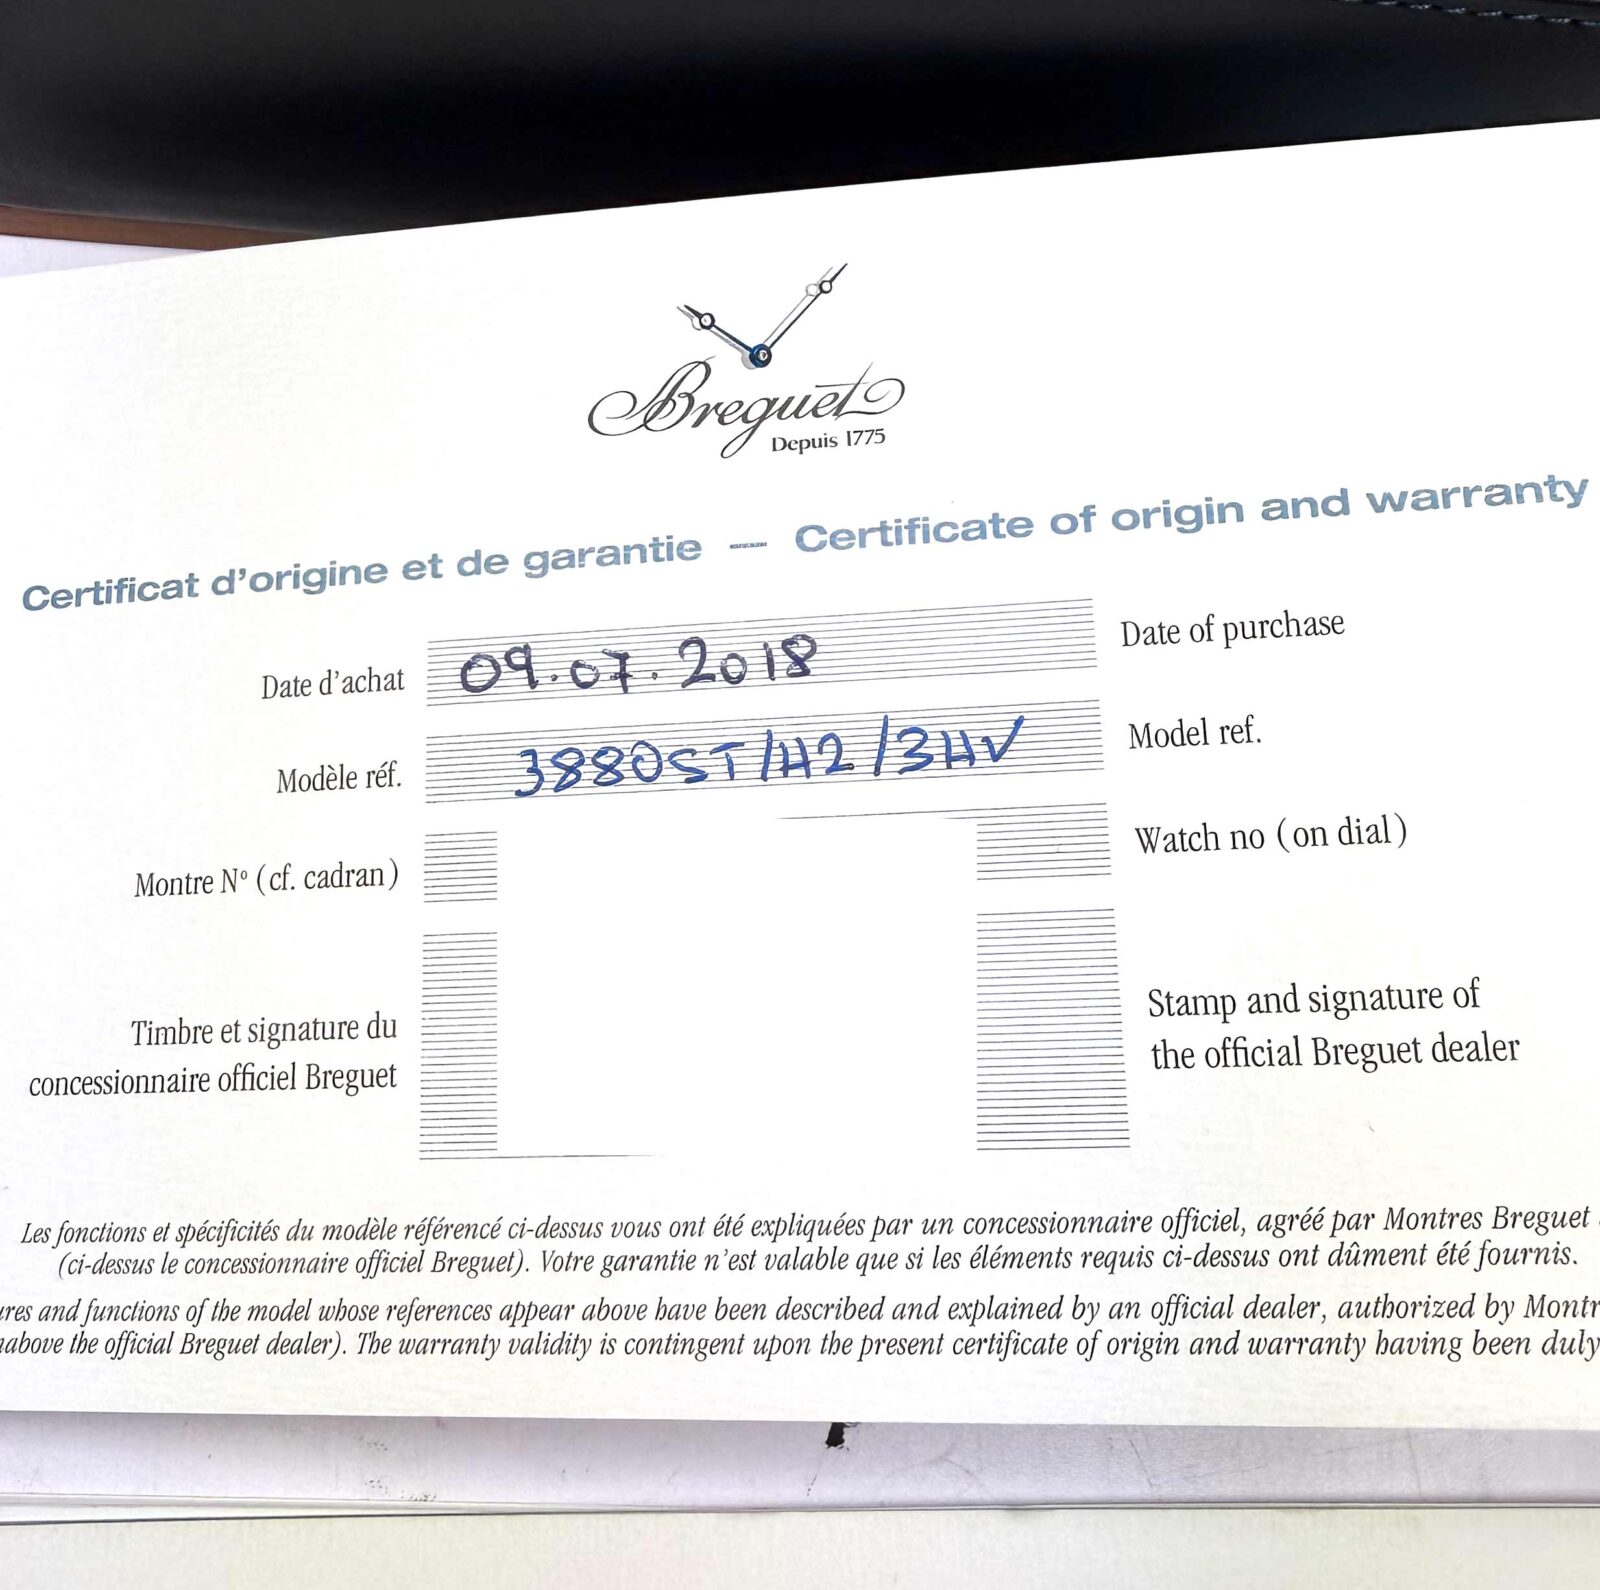 Breguet
Depuis 1775
Certificat d'origine et de garantie — Certificate of origin and warranty
Date d'achat 09.07.2018 Date of purchase
Modèle réf. 3880ST/H2/3HV Model ref.
Montre N° (cf. cadran) Watch no (on dial)
Timbre et signature du Stamp and signature of
concessionnaire officiel Breguet the official Breguet dealer
Les fonctions et spécificités du modèle référencé ci-dessus vous ont été expliquées par un concessionnaire officiel, agréé par Montres Breguet
(ci-dessus le concessionnaire officiel Breguet). Votre garantie n'est valable que si les éléments requis ci-dessus ont dûment été fournis.
and functions of the model whose references appear above have been described and explained by an official dealer, authorized by
above the official Breguet dealer). The warranty validity is contingent upon the present certificate of origin and warranty having been duly